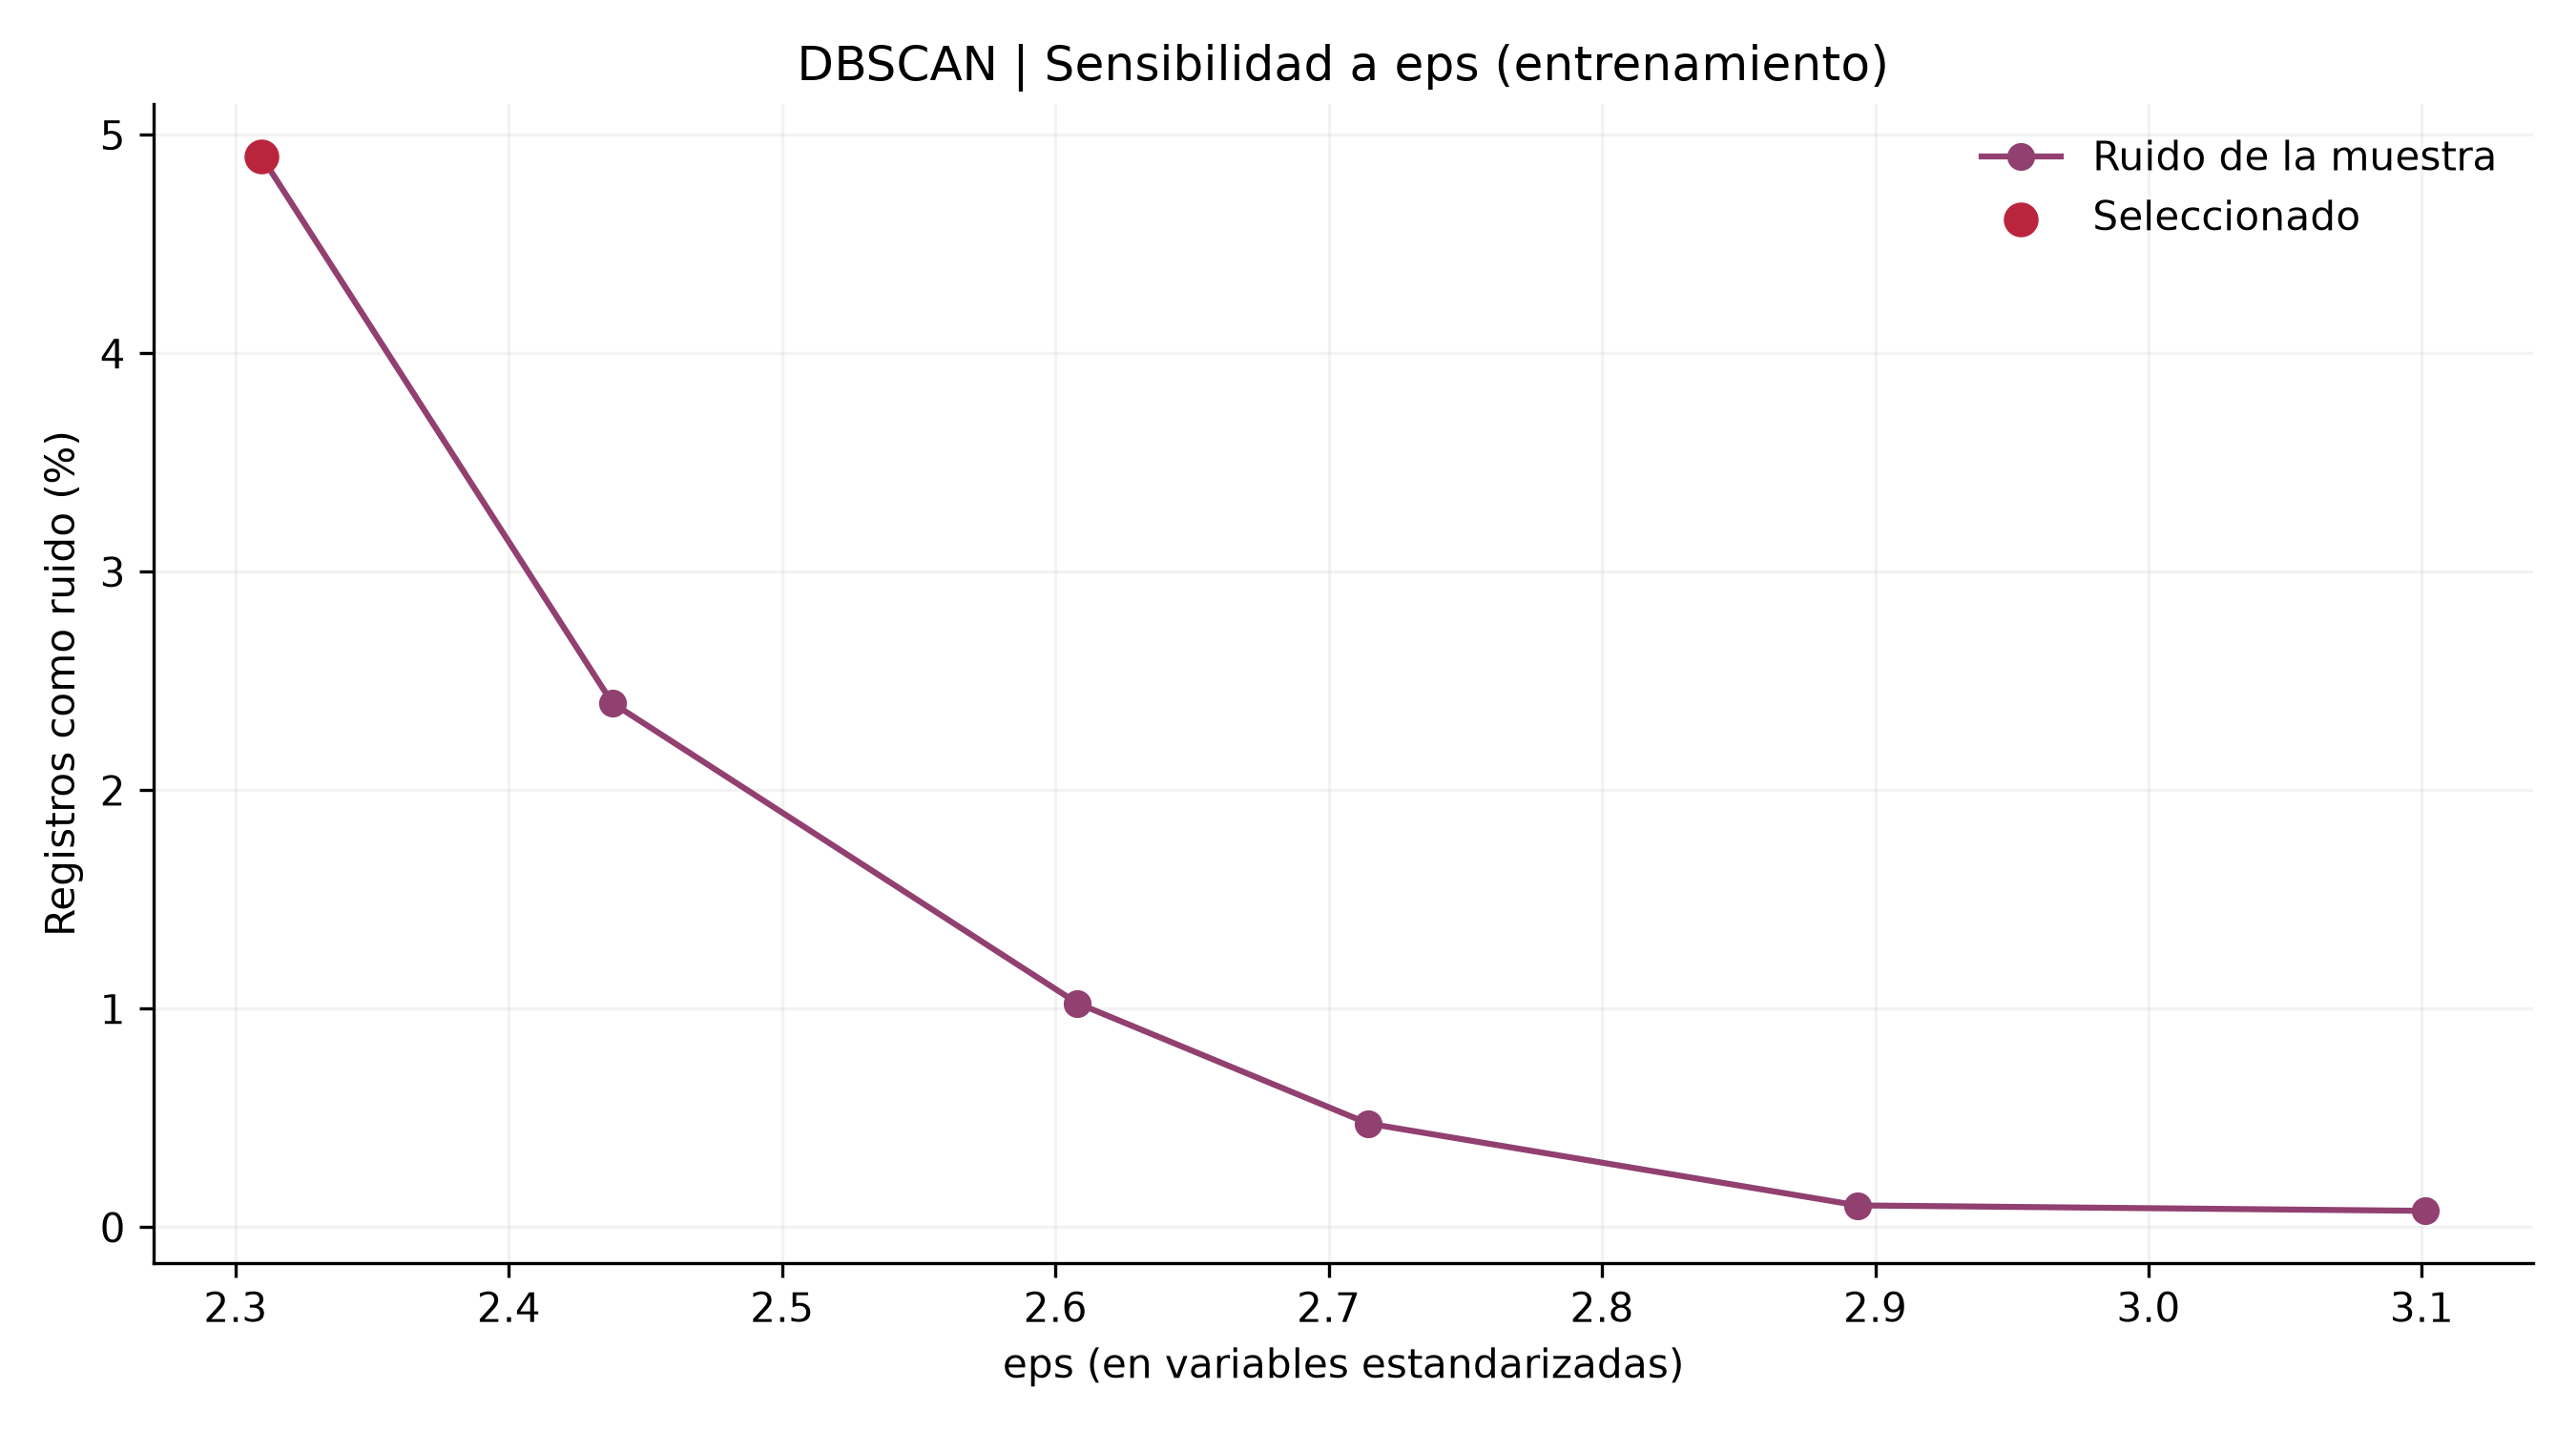 DBSCAN | Sensibilidad a eps (entrenamiento)
Ruido de la muestra
Seleccionado
Registros como ruido (%)
5
4
3
2
1
0
2.3 2.4 2.5 2.6 2.7 2.8 2.9 3.0 3.1
eps (en variables estandarizadas)